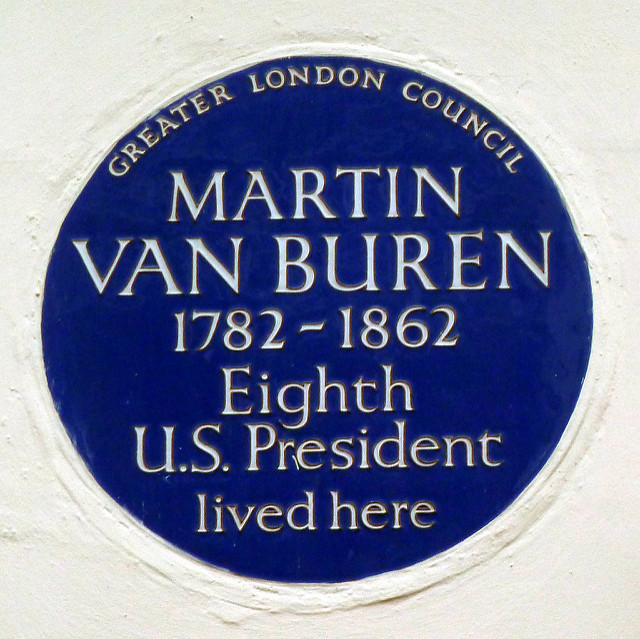 GREATER LONDON COUNCIL
MARTIN
VAN BUREN
1782-1862
Eighth
U.S. President
lived here